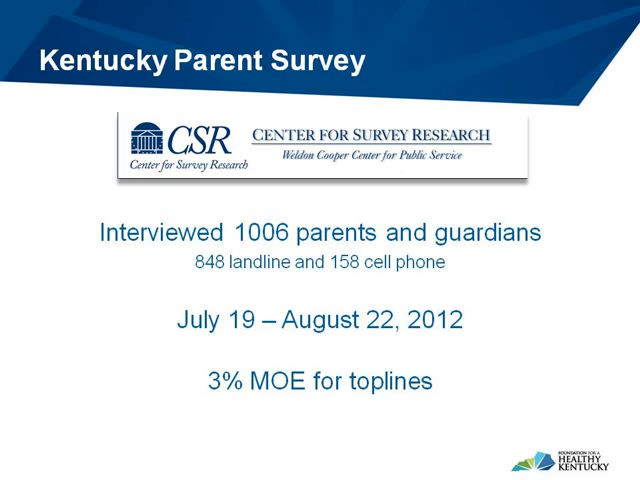 Kentucky Parent Survey
CSR
Center for Survey Research
CENTER FOR SURVEY RESEARCH
Weldon Cooper Center for Public Service
Interviewed 1006 parents and guardians
848 landline and 158 cell phone
July 19 – August 22, 2012
3% MOE for toplines
FOUNDATION FOR A
HEALTHY
KENTUCKY